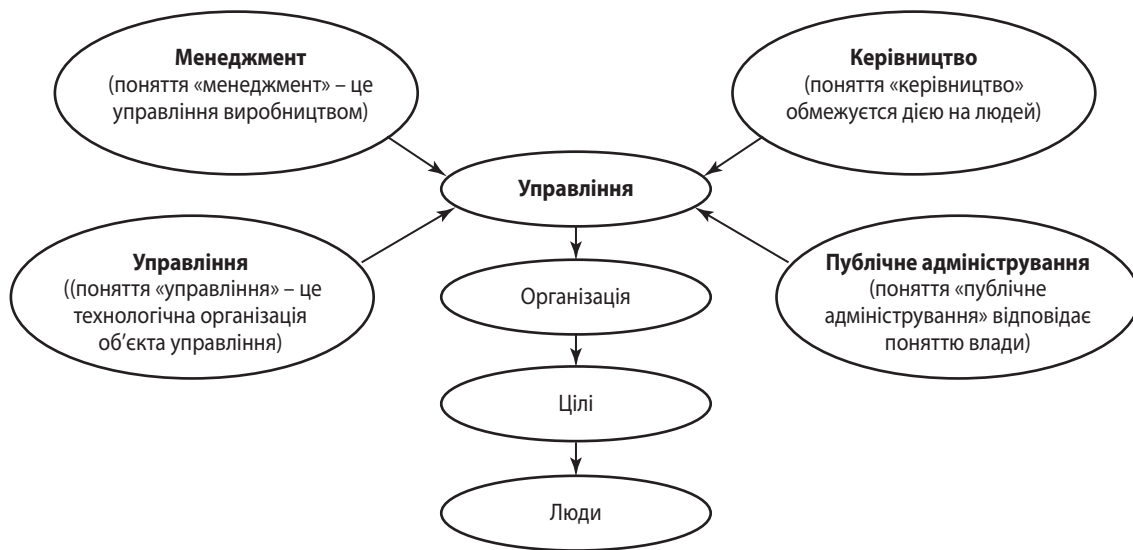 Менеджмент
(поняття «менеджмент» – це
управління виробництвом)
Керівництво
(поняття «керівництво»
обмежуєтся дією на людей)
Управління
Управління
((поняття «управління» – це
технологічна організація
об’єкта управління)
Публічне адміністрування
(поняття «публічне
адміністрування» відповідає
поняттю влади)
Організація
Цілі
Люди